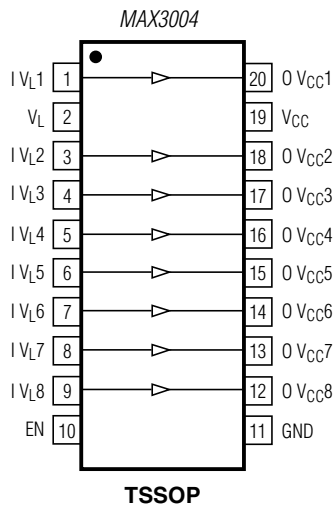 MAX3004
I VL1 1 20 O VCC1
VL 2 19 VCC
I VL2 3 18 O VCC2
I VL3 4 17 O VCC3
I VL4 5 16 O VCC4
I VL5 6 15 O VCC5
I VL6 7 14 O VCC6
I VL7 8 13 O VCC7
I VL8 9 12 O VCC8
EN 10 11 GND
TSSOP